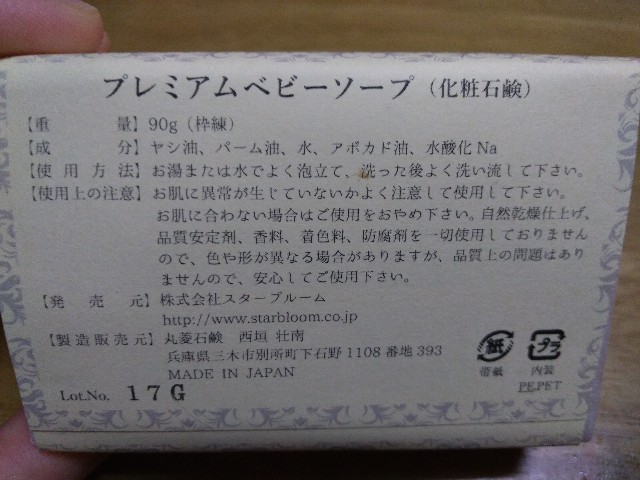 プレミアムベビーソープ（化粧石鹸）
【重量】90g（枠練）
【成分】ヤシ油、パーム油、水、アボカド油、水酸化Na
【使用方法】お湯または水でよく泡立て、洗った後よく洗い流して下さい。
【使用上の注意】お肌に異常が生じていないかよく注意して使用して下さい。
お肌に合わない場合はご使用をおやめ下さい。自然乾燥仕上げ、
品質安定剤、香料、着色料、防腐剤を一切使用しておりません
ので、色や形が異なる場合がありますが、品質上の問題はあり
ませんので、安心してご使用下さい。
【発売元】株式会社スターブルーム
http://www.starbloom.co.jp
【製造販売元】丸菱石鹸 西垣 壮南
兵庫県三木市別所町下石野1108番地393
MADE IN JAPAN
紙 プラ
帯紙 内装
PE.PET
Lot.No. 17G